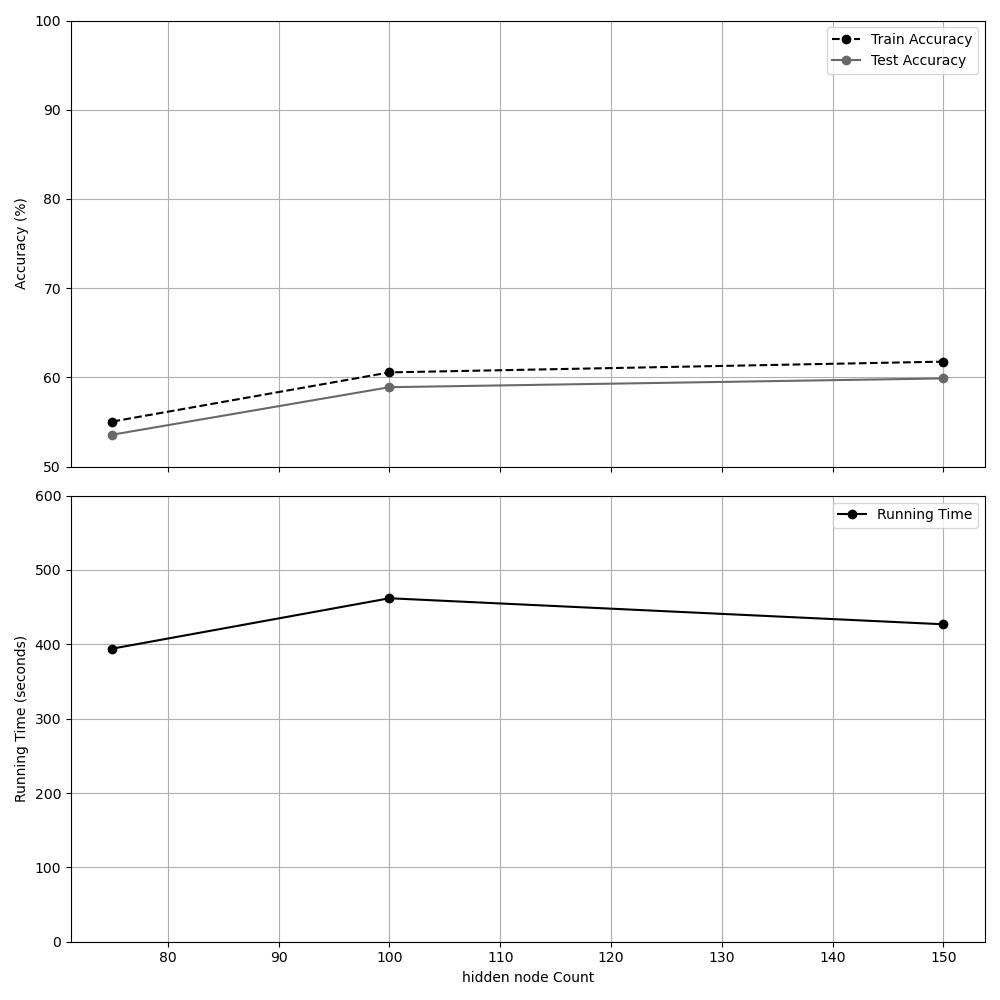 100
90
80
70
60
50
Accuracy (%)
Train Accuracy
Test Accuracy
600
500
400
300
200
100
0
Running Time (seconds)
Running Time
80 90 100 110 120 130 140 150
hidden node Count